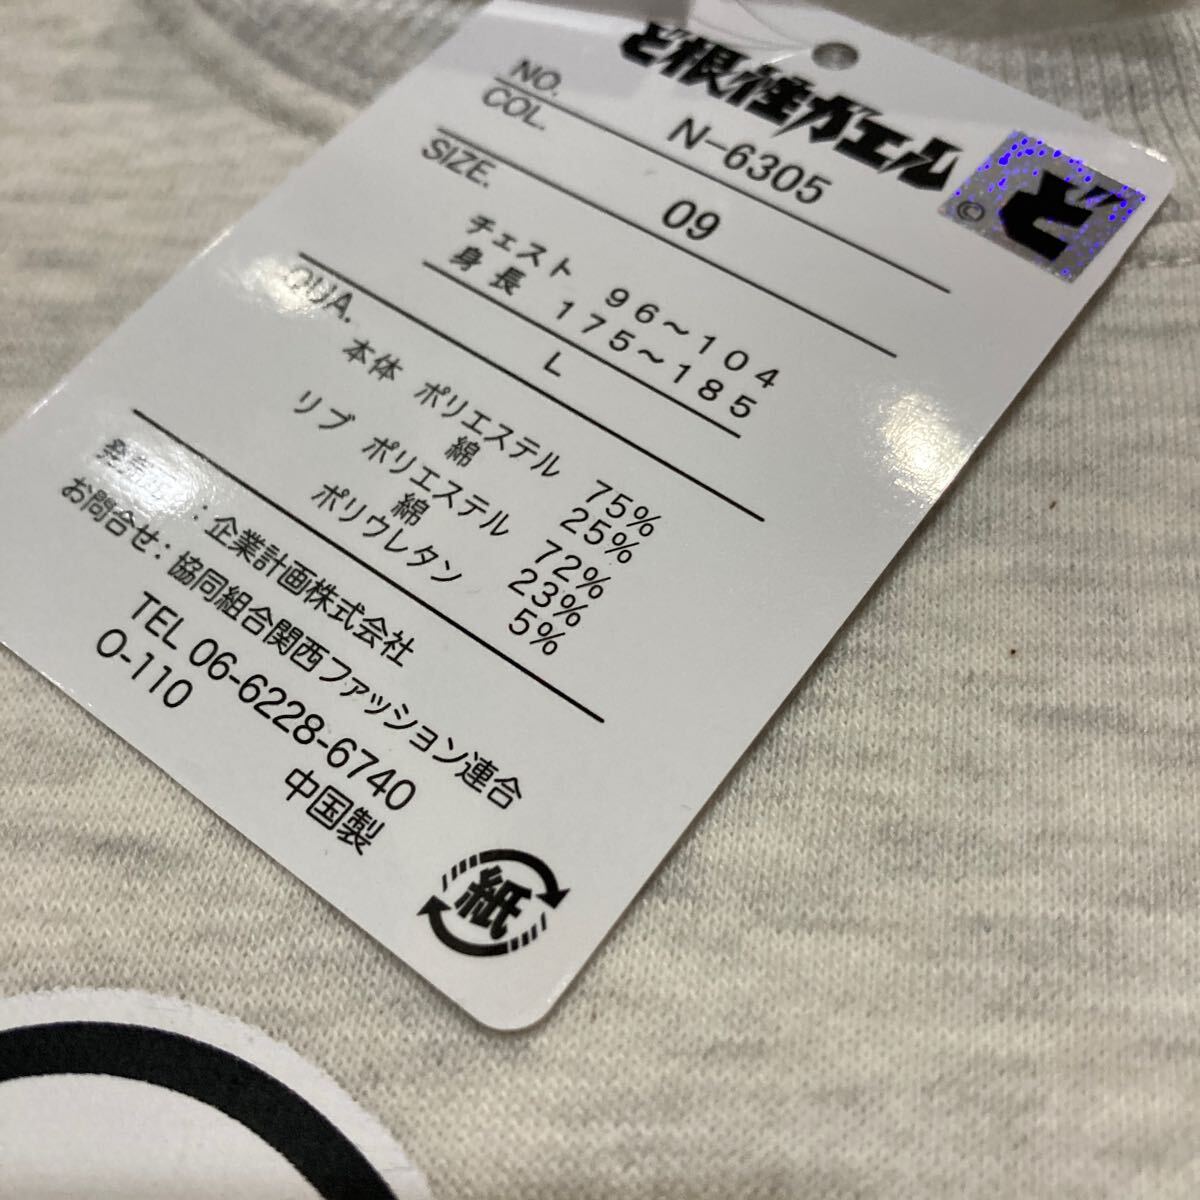 ど根性ガエル
ど
©
NO.
N-6305
COL.
09
SIZE.
チェスト 96～104
身長 175～185
L
QUA.
本体 ポリエステル 75%
綿 25%
リブ ポリエステル 72%
綿 23%
ポリウレタン 5%
発売元：企業計画株式会社
お問合せ：協同組合関西ファッション連合
TEL 06-6228-6740
O-110
中国製
紙